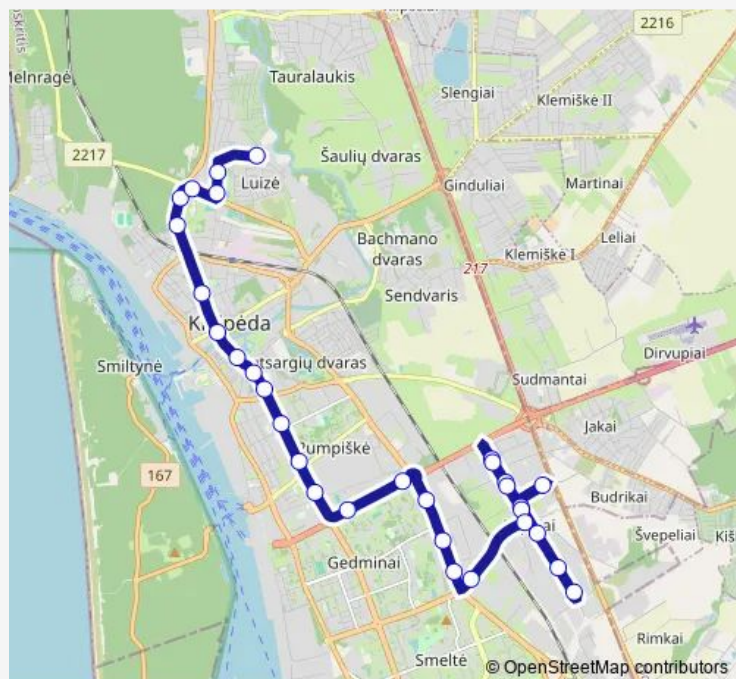 2216
Melnragė
Tauralaukis
Slengiai
Klemiškė II
2217
Šaulių dvaras
Luizė
Ginduliai
Martinai
Bachmano
dvaras
Leliai
Klemiškė I
217
Sendvaris
Smiltynė
Dirvupiai
Sudmantai
Jakai
167
Rumpiškė
Budrikai
Švepeliai
Gedminai
Rimkai
Smeltė
© OpenStreetMap contributors